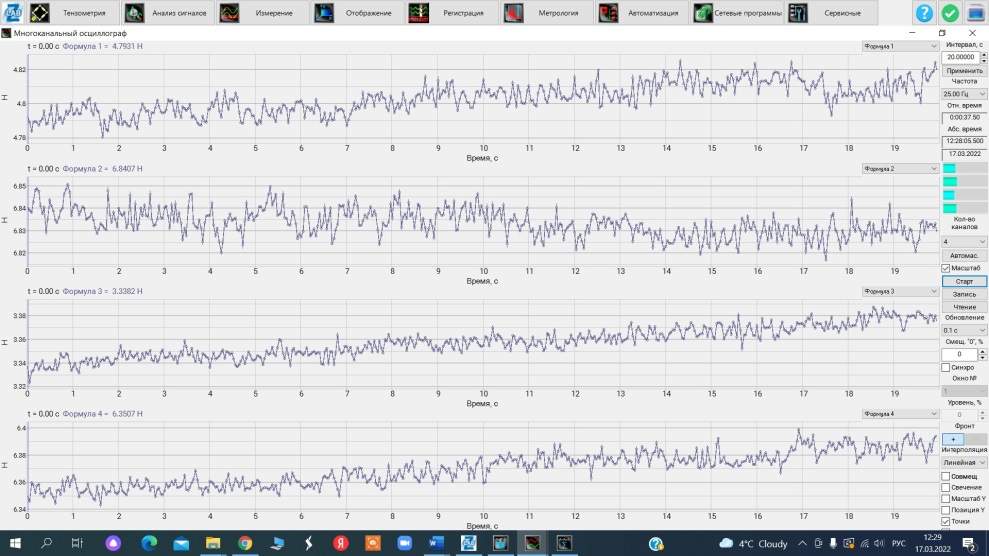 Тензометрия Анализ сигналов Измерение Отображение Регистрация Метрология Автоматизация Сетевые программы Сервисные
Многоканальный осциллограф
t = 0.00 c Формула 1 = 4.7931 Н
Формула 1
4.82
4.8
4.78
Н
0 1 2 3 4 5 6 7 8 9 10 11 12 13 14 15 16 17 18 19
Время, с
t = 0.00 c Формула 2 = 6.8407 Н
Формула 2
6.85
6.84
6.83
6.82
Н
0 1 2 3 4 5 6 7 8 9 10 11 12 13 14 15 16 17 18 19
Время, с
t = 0.00 c Формула 3 = 3.3382 Н
Формула 3
3.38
3.36
3.34
3.32
Н
0 1 2 3 4 5 6 7 8 9 10 11 12 13 14 15 16 17 18 19
Время, с
t = 0.00 c Формула 4 = 6.3507 Н
Формула 4
6.4
6.38
6.36
6.34
Н
0 1 2 3 4 5 6 7 8 9 10 11 12 13 14 15 16 17 18 19
Время, с
Интервал, с
20.00000
Применить
Частота
25.00 Гц
Отн. время
0:00:37.50
Абс. время
12:28:05.500
17.03.2022
Кол-во
каналов
4
Автомас.
Масштаб
Старт
Запись
Чтение
Обновление
0.1 с
Смещ. "0", %
0
Синхро
Окно №
1
Уровень, %
0
Фронт
+ -
Интерполяция
Линейная
Совмещ
Свечение
Масштаб Y
Позиция Y
Точки
4°C Cloudy
РУС
12:29
17.03.2022
2